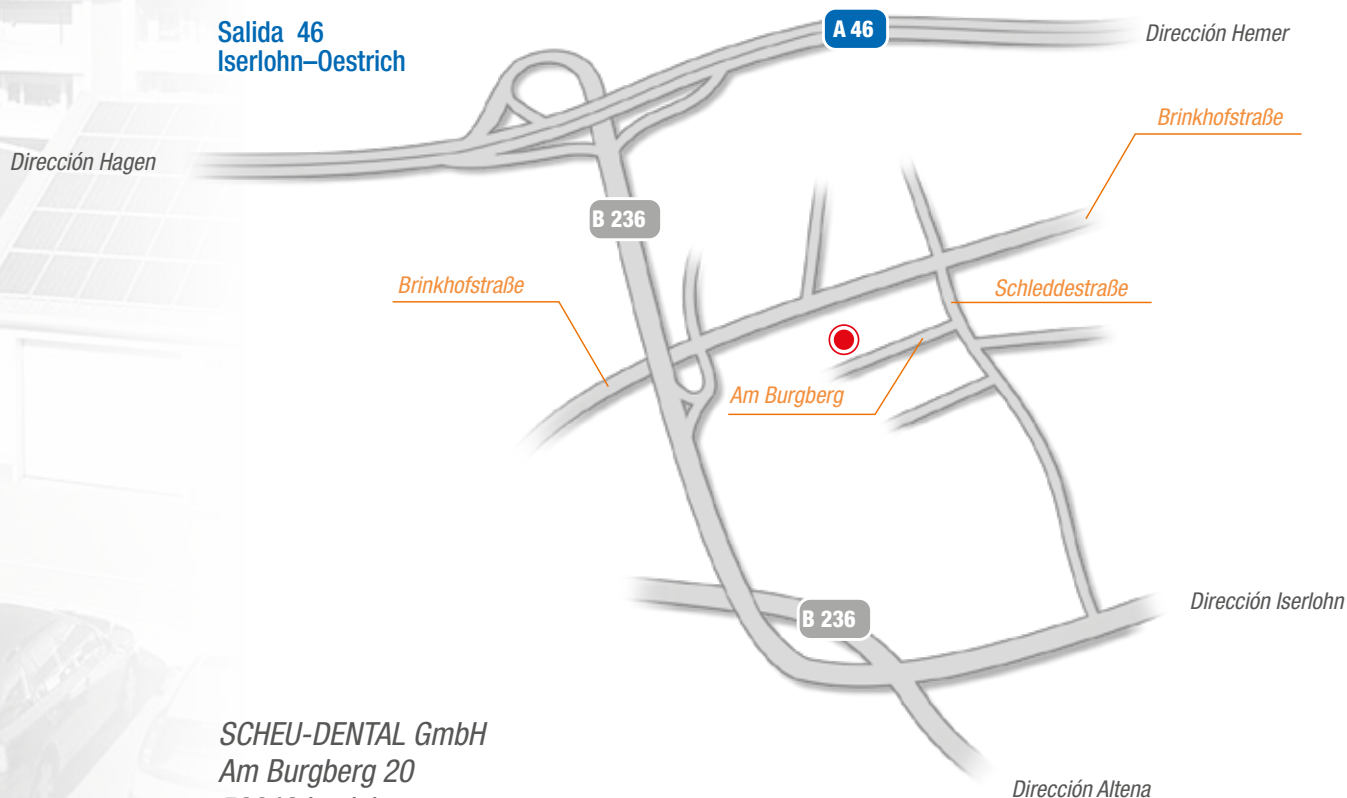 Salida 46
Iserlohn–Oestrich
A 46
Dirección Hemer
Brinkhofstraße
Dirección Hagen
B 236
Brinkhofstraße
Schleddestraße
Am Burgberg
Dirección Iserlohn
B 236
SCHEU-DENTAL GmbH
Am Burgberg 20
Dirección Altena